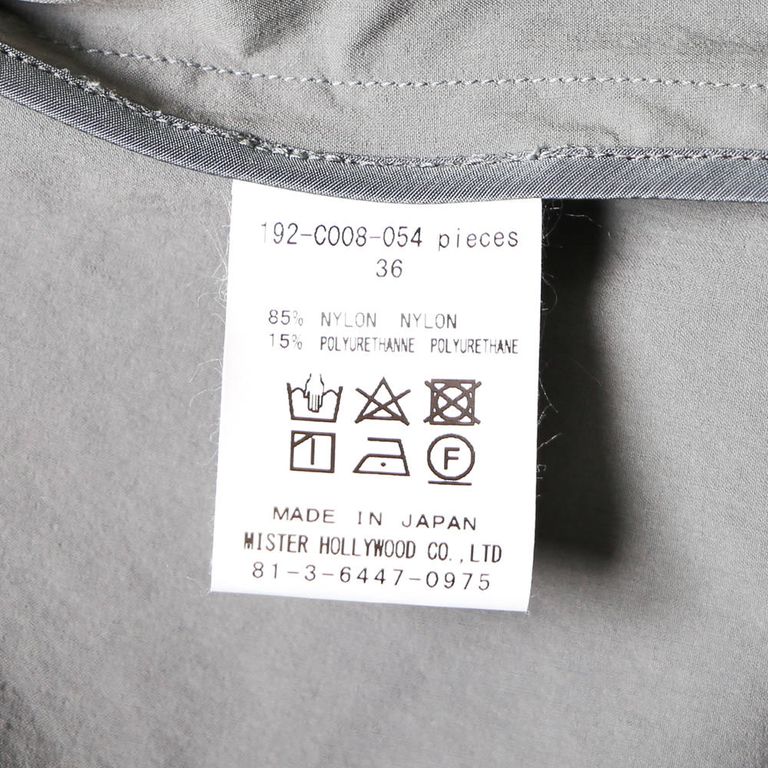 192-C008-054 pieces
36
85% NYLON NYLON
15% POLYURETHANNE POLYURETHANE
F
MADE IN JAPAN
MISTER HOLLYWOOD CO.,LTD
81-3-6447-0975